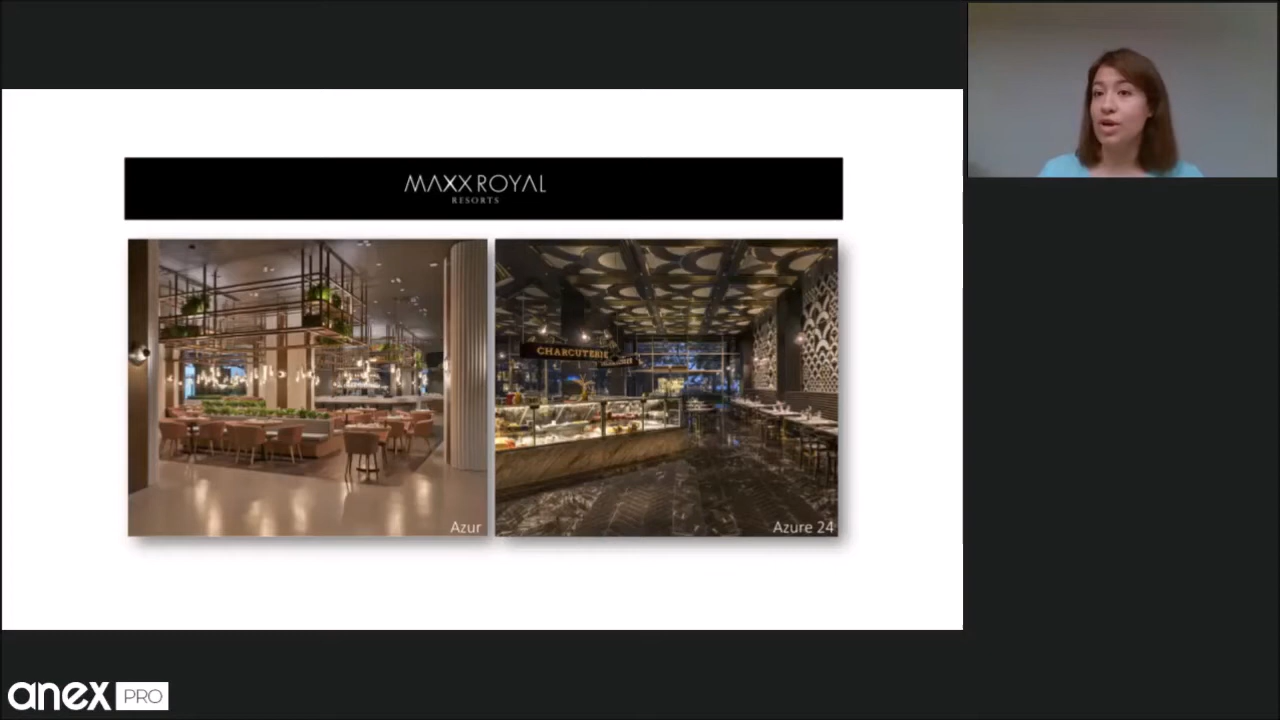 MAXX ROYAL
RESORTS
CHARCUTERIE
Azur
Azure 24
anex PRO